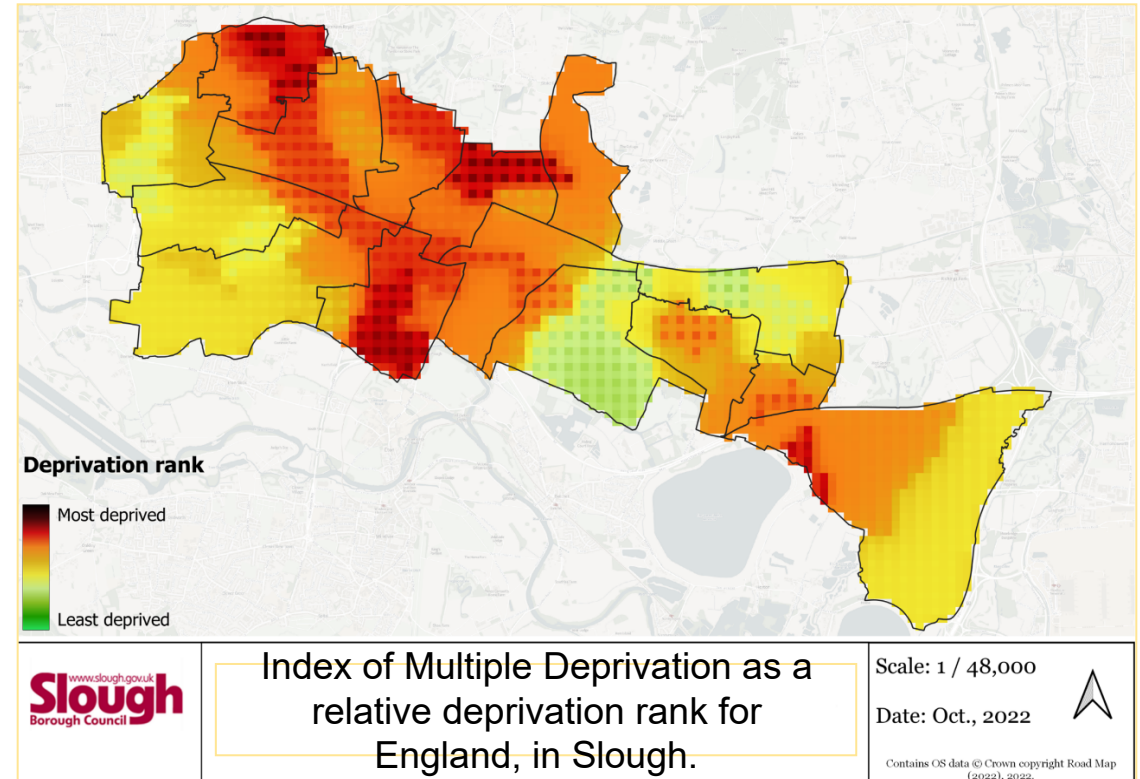 Deprivation rank
Most deprived
Least deprived
www.slough.gov.uk
Slough
Borough Council
Index of Multiple Deprivation as a
relative deprivation rank for
England, in Slough.
Scale: 1 / 48,000
Date: Oct., 2022
Contains OS data © Crown copyright Road Map
(2022), 2022.